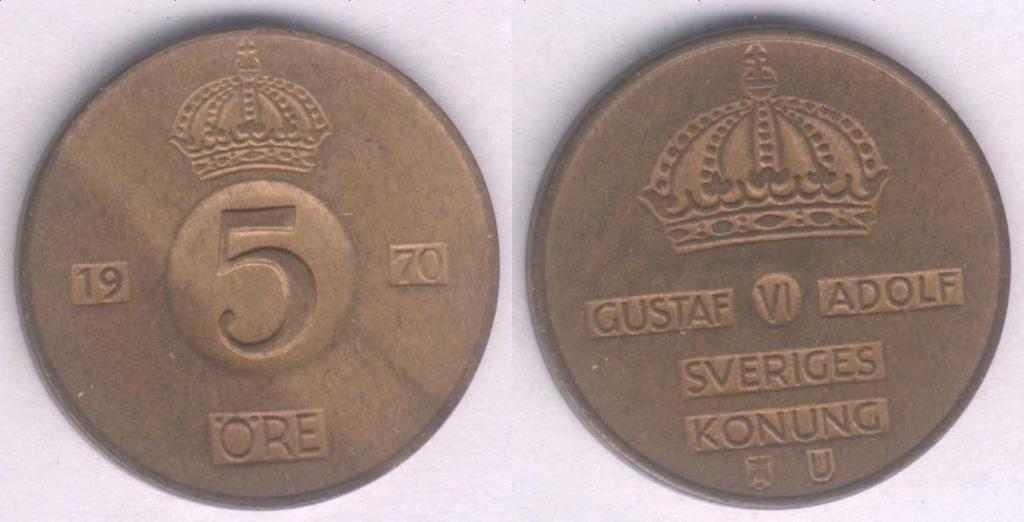 19 5 70
ÖRE
GUSTAF VI ADOLF
SVERIGES
KONUNG
U